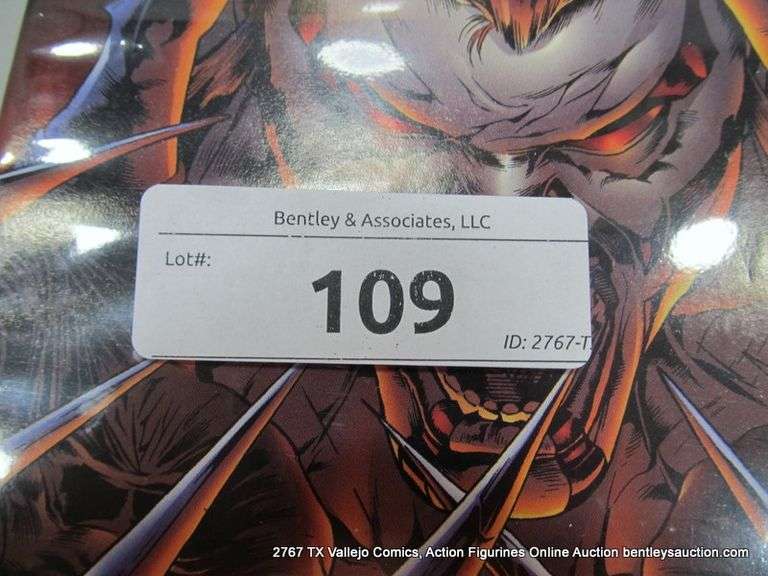 Bentley & Associates, LLC
Lot#:
109
ID: 2767-T
2767 TX Vallejo Comics, Action Figurines Online Auction bentleysauction.com